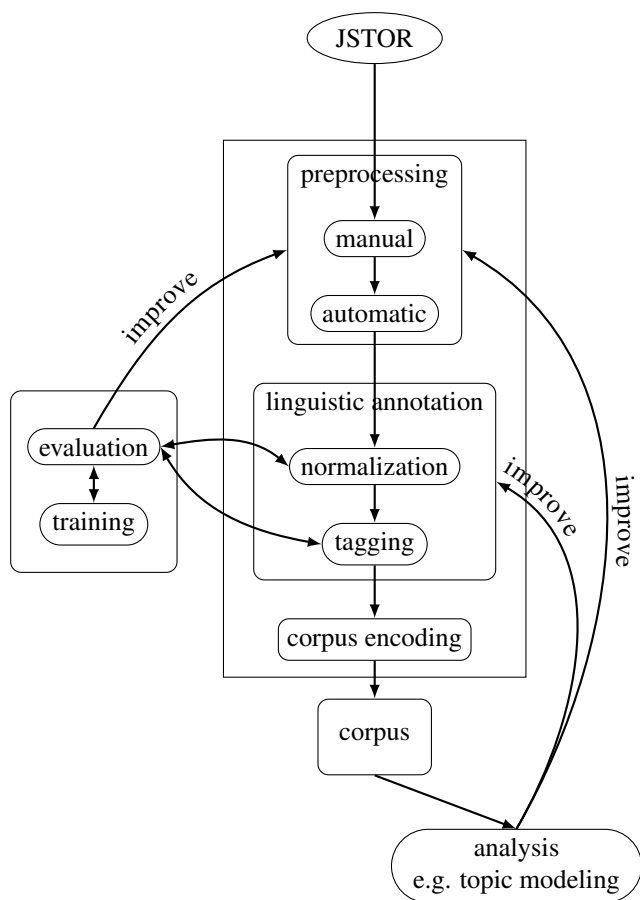 JSTOR
preprocessing
manual
automatic
improve
linguistic annotation
evaluation
normalization
training
tagging
improve
improve
corpus encoding
corpus
analysis
e.g. topic modeling